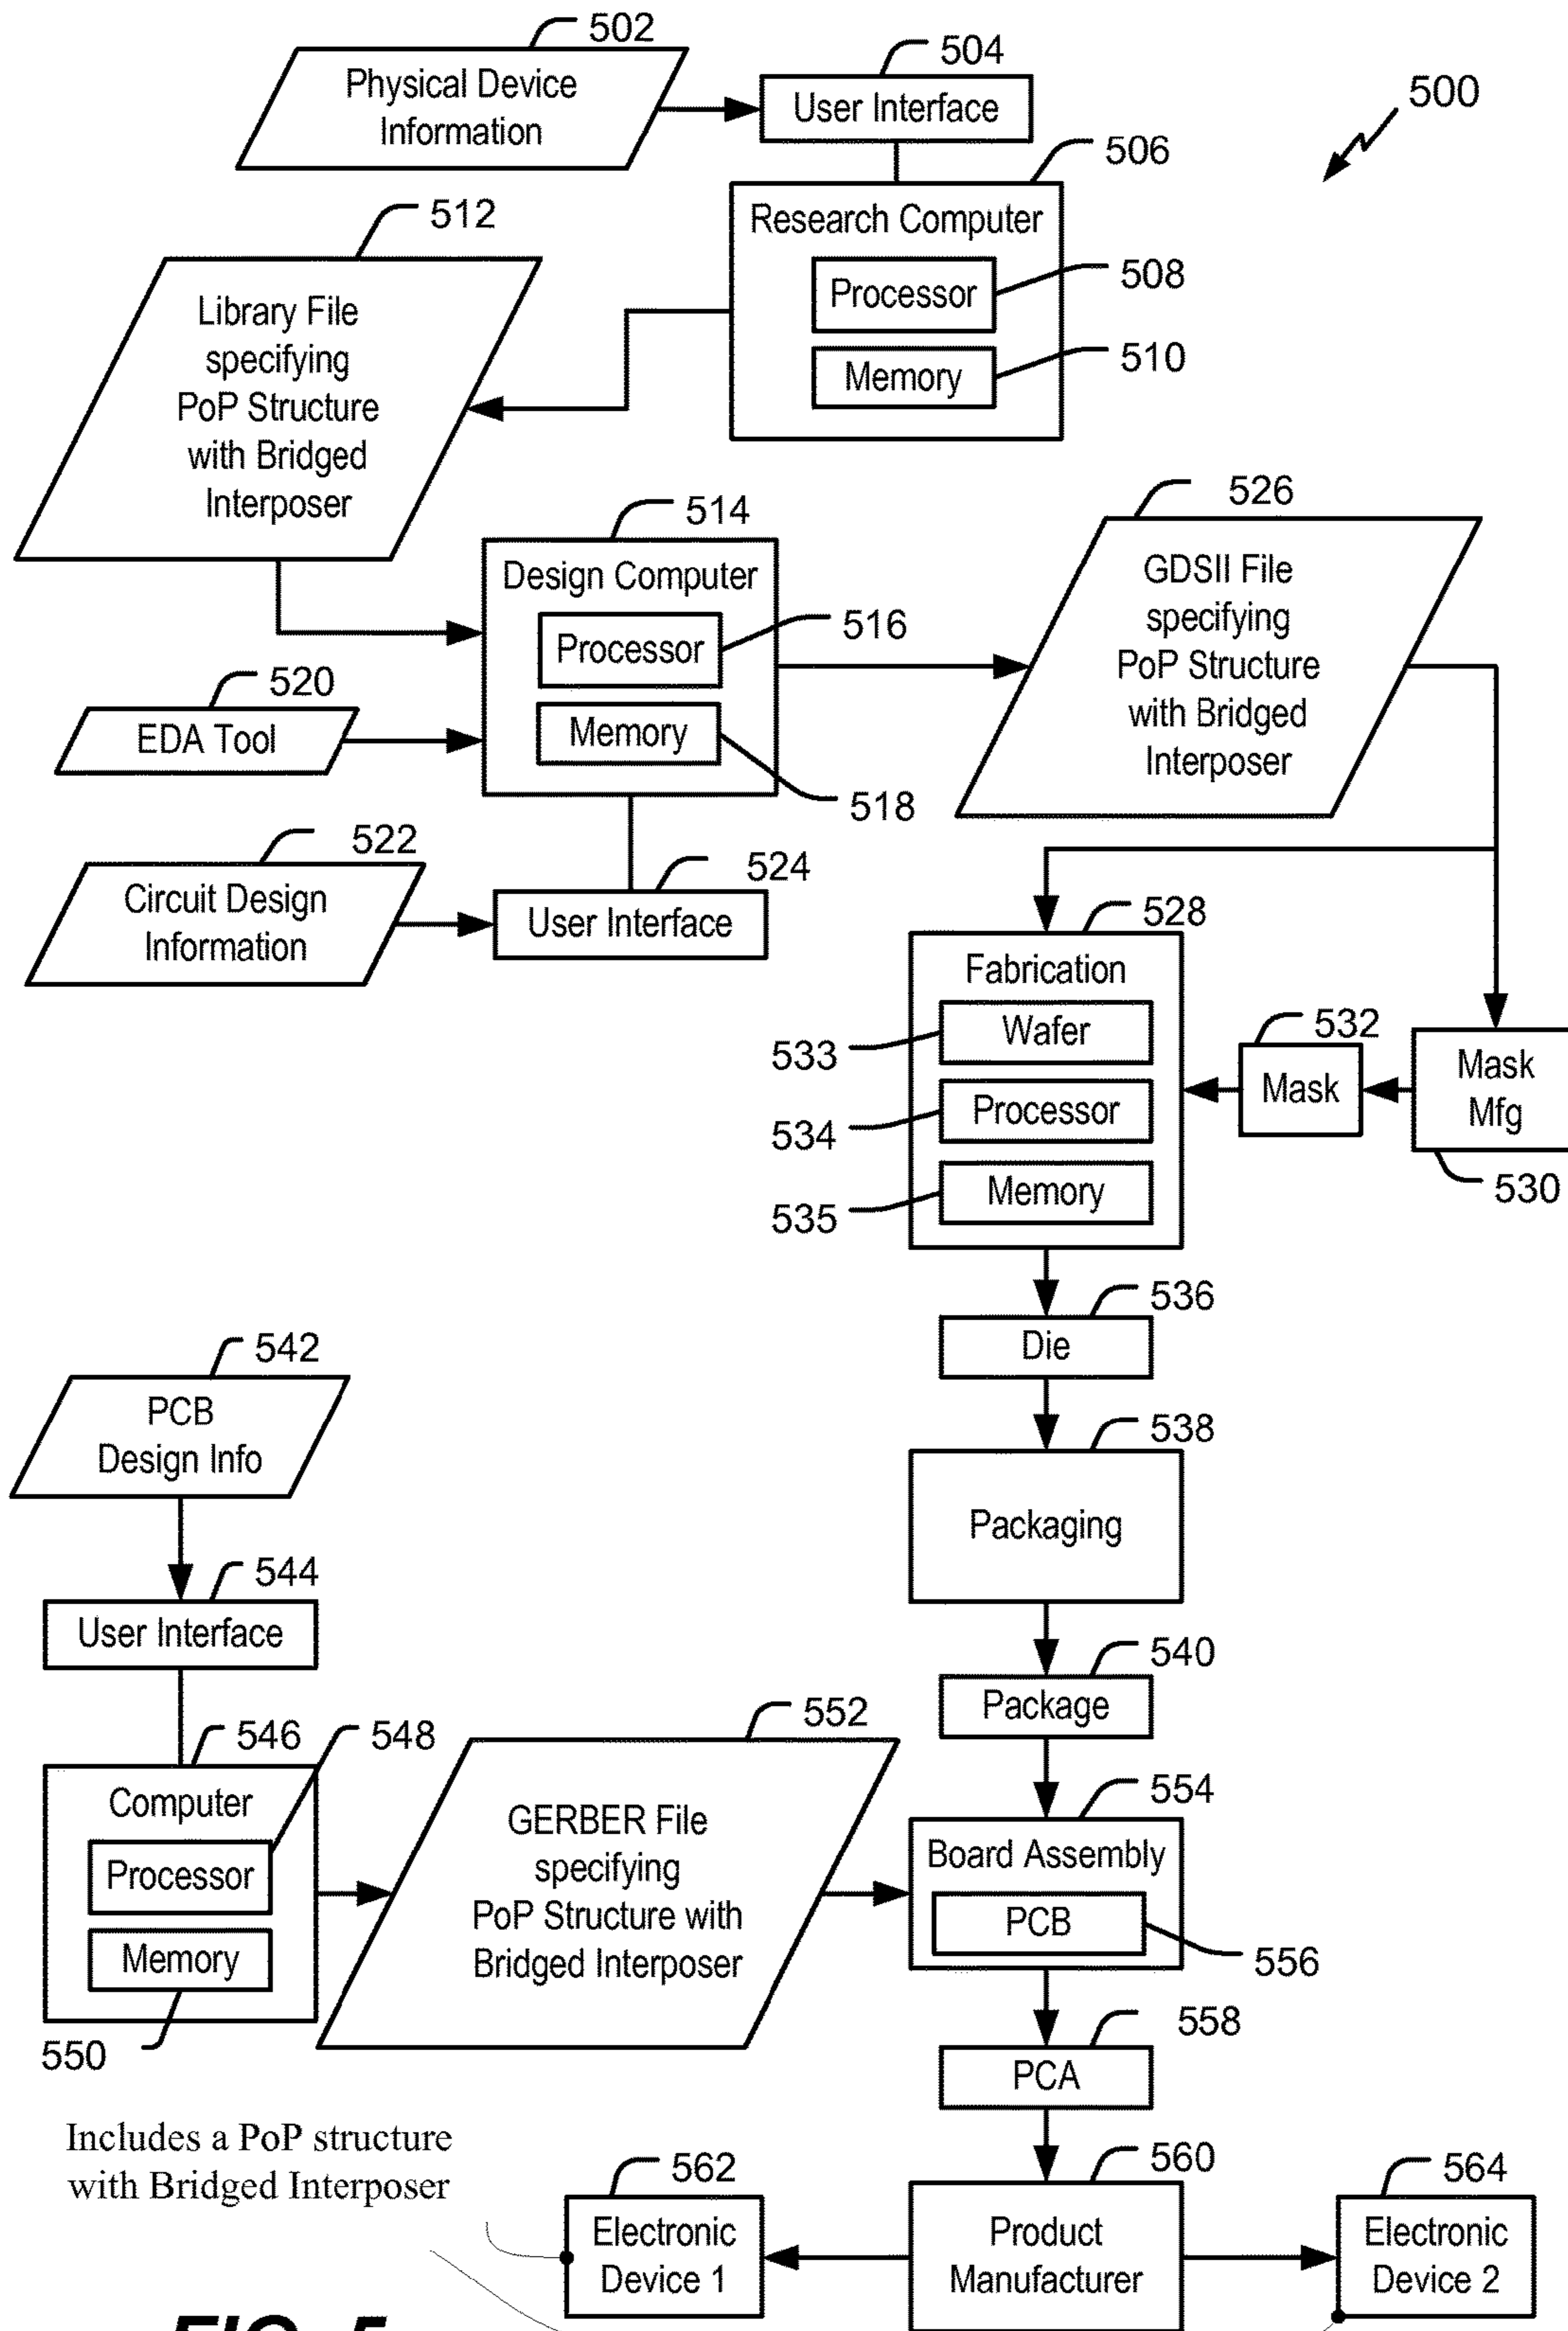 502
Physical Device
Information
504
User Interface
500
506
Research Computer
Processor
508
Memory
510
512
Library File
specifying
PoP Structure
with Bridged
Interposer
514
Design Computer
Processor
516
Memory
518
520
EDA Tool
522
Circuit Design
Information
524
User Interface
526
GDSII File
specifying
PoP Structure
with Bridged
Interposer
528
Fabrication
Wafer
533
Processor
534
Memory
535
532
Mask
Mask
Mfg
530
536
Die
538
Packaging
540
Package
542
PCB
Design Info
544
User Interface
546
548
Computer
Processor
Memory
550
552
GERBER File
specifying
PoP Structure with
Bridged Interposer
554
Board Assembly
PCB
556
558
PCA
560
Product
Manufacturer
Includes a PoP structure
with Bridged Interposer
562
Electronic
Device 1
564
Electronic
Device 2
FIG. 5